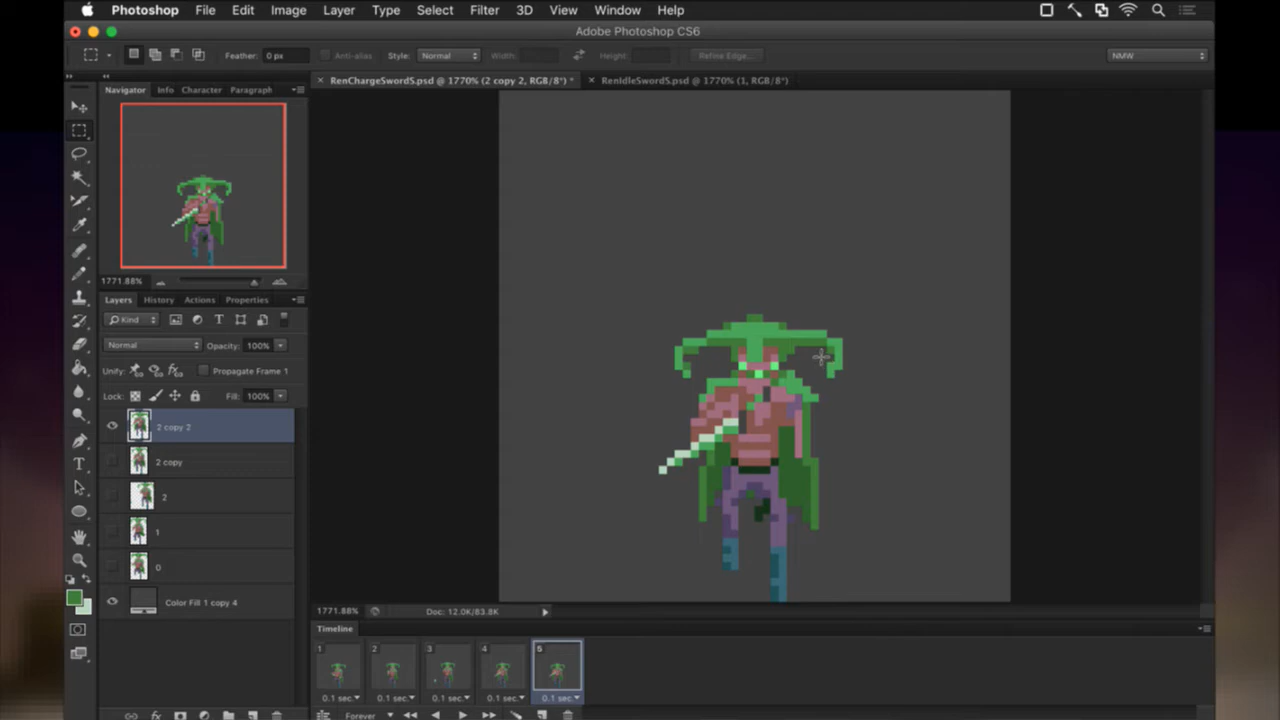 Photoshop File Edit Image Layer Type Select Filter 3D View Window Help
Adobe Photoshop CS6
Feather: 0 px Anti-alias Style: Normal Width: Height: Refine Edge... NMW
RenChargeSwordS.psd @ 1770% (2 copy 2, RGB/8*) * RenIdleSwordS.psd @ 1770% (1, RGB/8*)
Navigator Info Character Paragraph
1771.88%
Layers History Actions Properties
Kind
Normal Opacity: 100%
Unify: Propagate Frame 1
Lock: Fill: 100%
2 copy 2
2 copy
2
1
0
Color Fill 1 copy 4
1771.88% Doc: 12.0K/83.8K
Timeline
1 2 3 4 5
0.1 sec. 0.1 sec. 0.1 sec. 0.1 sec. 0.1 sec.
Forever